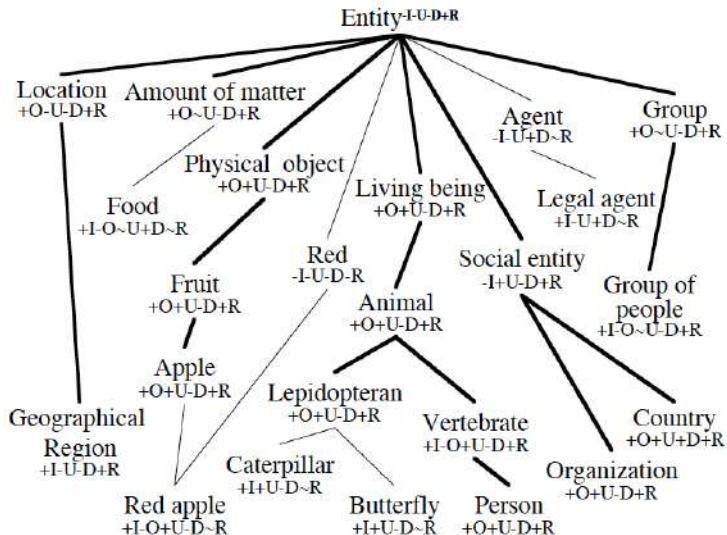 Entity-I-U-D+R
Location
+O-U-D+R
Amount of matter
+O~U-D+R
Agent
-I-U+D~R
Group
+O~U-D+R
Physical object
+O+U-D+R
Living being
+O+U-D+R
Legal agent
+I-U+D~R
Food
+I-O~U+D~R
Red
-I-U-D-R
Social entity
-I+U-D+R
Fruit
+O+U-D+R
Animal
+O+U-D+R
Group of
people
+I-O~U-D+R
Apple
+O+U-D+R
Lepidopteran
+O+U-D+R
Geographical
Region
+I-U-D+R
Vertebrate
+I-O+U-D+R
Country
+O+U+D+R
Caterpillar
+I+U-D~R
Organization
+O+U-D+R
Red apple
+I-O+U-D~R
Butterfly
+I+U-D~R
Person
+O+U-D+R